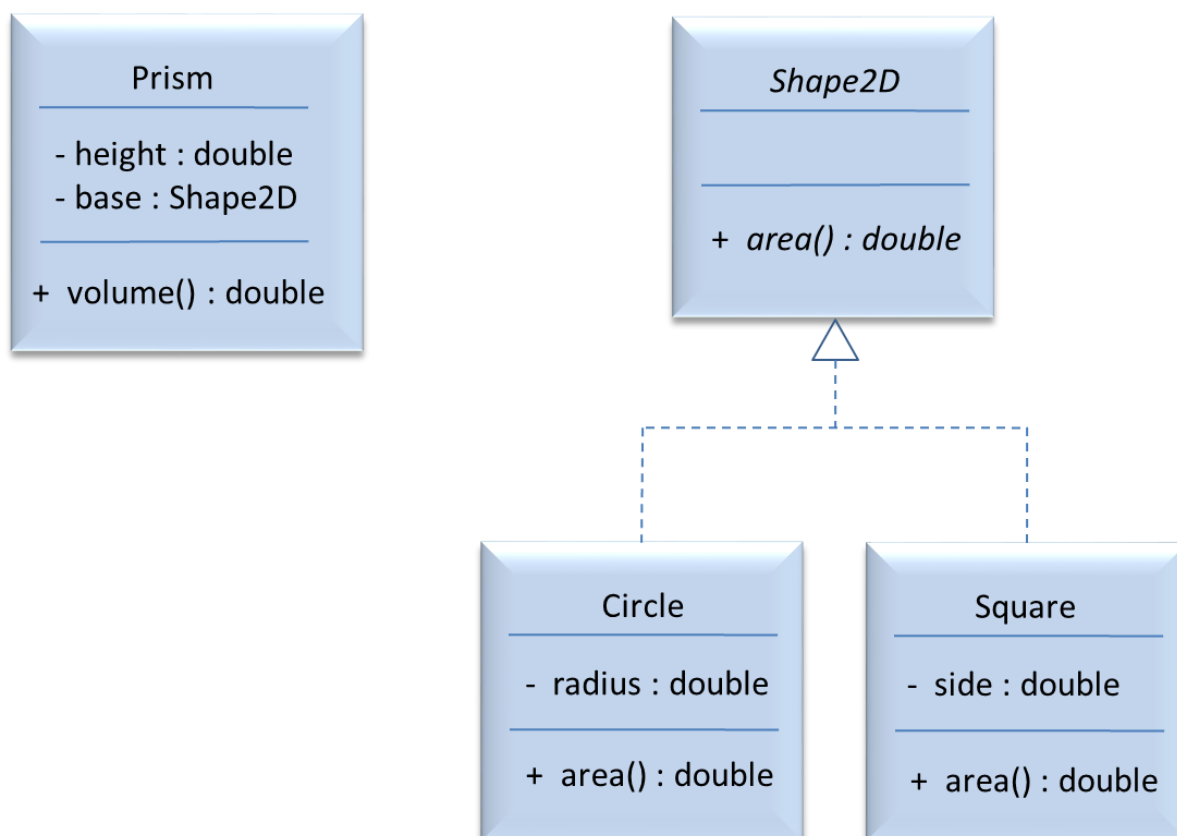 Prism
- height : double
- base : Shape2D
+ volume() : double
Shape2D
+ area() : double
Circle
- radius : double
+ area() : double
Square
- side : double
+ area() : double